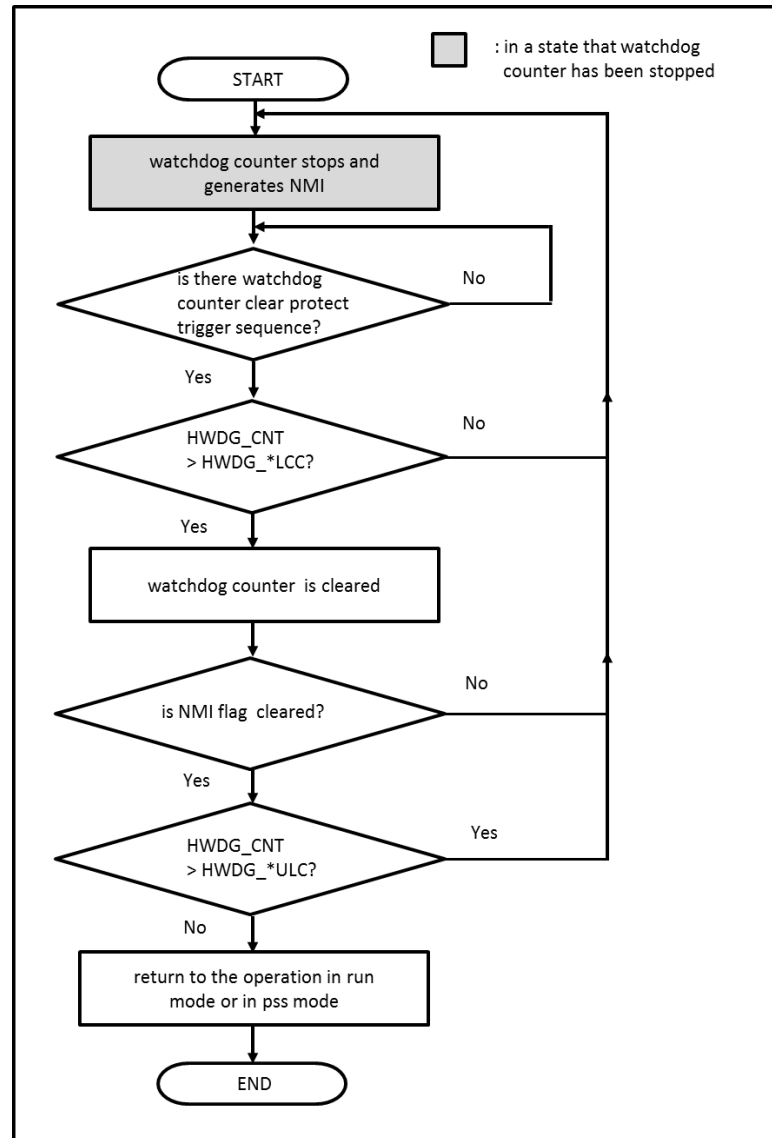 : in a state that watchdog
counter has been stopped
START
watchdog counter stops and
generates NMI
is there watchdog
counter clear protect
trigger sequence?
No
Yes
HWDG_CNT
> HWDG_*LCC?
No
Yes
watchdog counter is cleared
is NMI flag cleared?
No
Yes
HWDG_CNT
> HWDG_*ULC?
Yes
No
return to the operation in run
mode or in pss mode
END